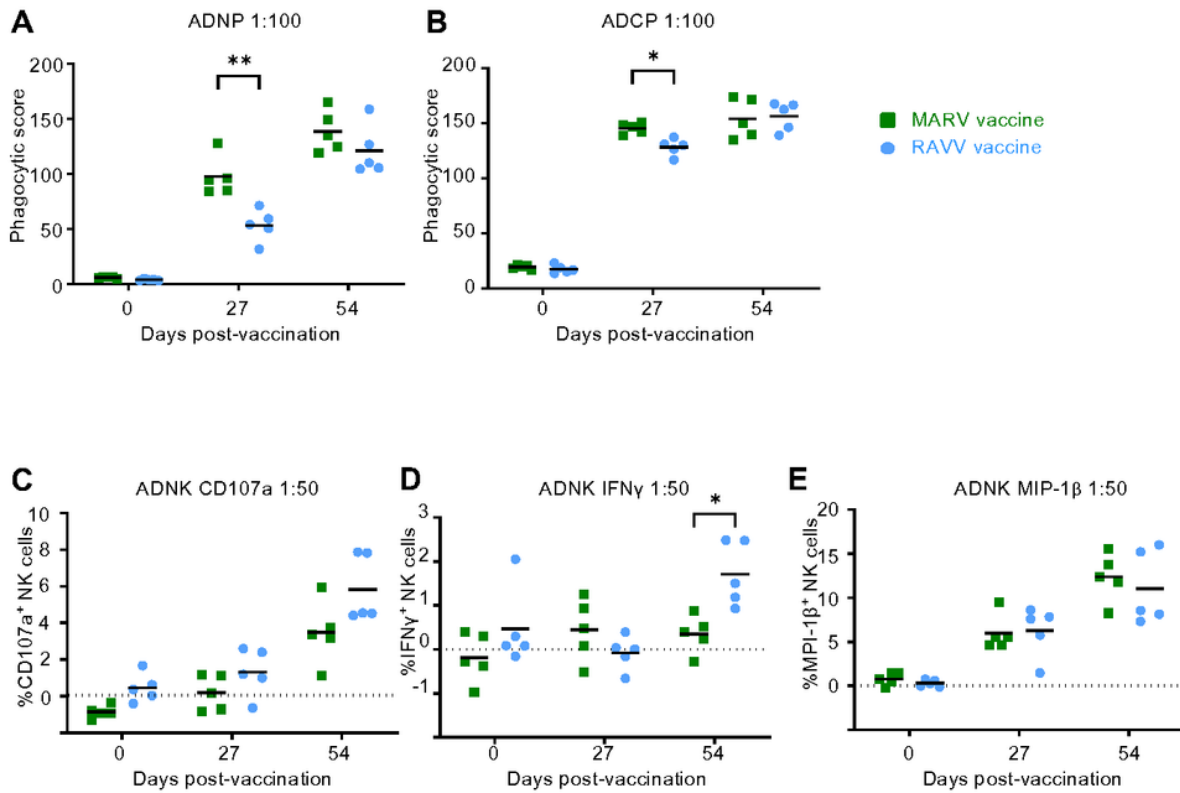 A
ADNP 1:100
Phagocytic score
200
150
100
50
0
**
0
27
54
Days post-vaccination
B
ADCP 1:100
Phagocytic score
200
150
100
50
0
*
0
27
54
Days post-vaccination
MARV vaccine
RAVV vaccine
C
ADNK CD107a 1:50
%CD107a+ NK cells
10
8
6
4
2
0
0
27
54
Days post-vaccination
D
ADNK IFNγ 1:50
%IFNγ+ NK cells
3
2
1
0
-1
*
0
27
54
Days post-vaccination
E
ADNK MIP-1β 1:50
%MPI-1β+ NK cells
20
15
10
5
0
0
27
54
Days post-vaccination